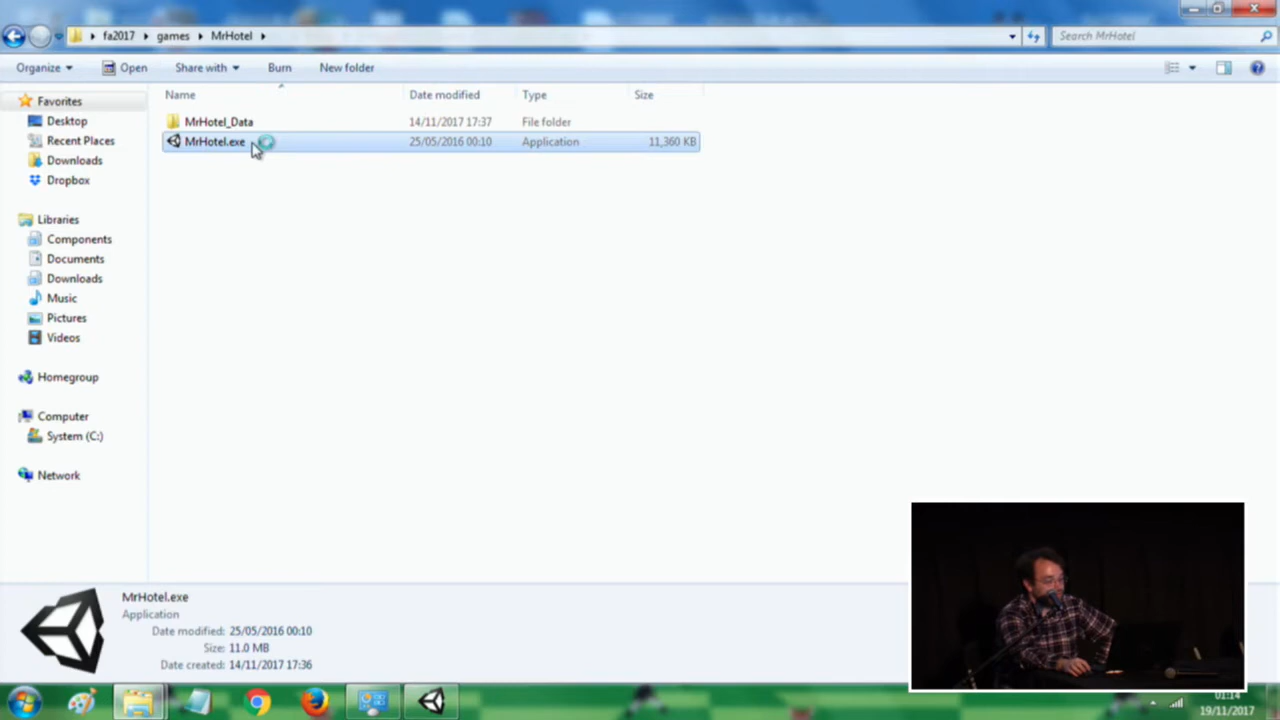 fa2017 games MrHotel Search MrHotel
Organize Open Share with Burn New folder
Name Date modified Type Size
Favorites
Desktop
Recent Places
Downloads
Dropbox
Libraries
Components
Documents
Downloads
Music
Pictures
Videos
Homegroup
Computer
System (C:)
Network
MrHotel_Data 14/11/2017 17:37 File folder
MrHotel.exe 25/05/2016 00:10 Application 11,360 KB
MrHotel.exe
Application
Date modified: 25/05/2016 00:10
Size: 11.0 MB
Date created: 14/11/2017 17:36
01:14
19/11/2017